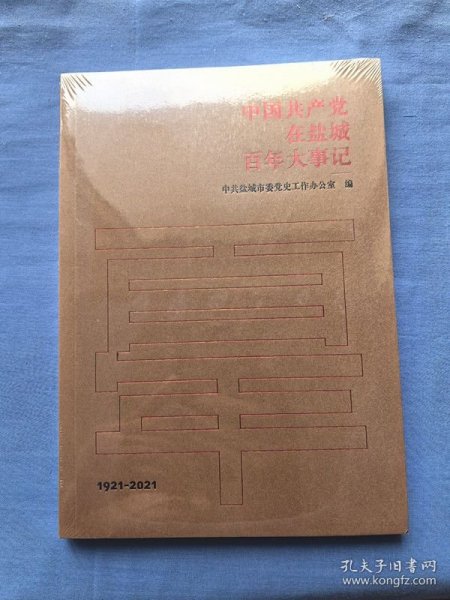 中国共产党
在盐城
百年大事记
中共盐城市委党史工作办公室 编
1921-2021
孔夫子旧书网
www.kongfz.com